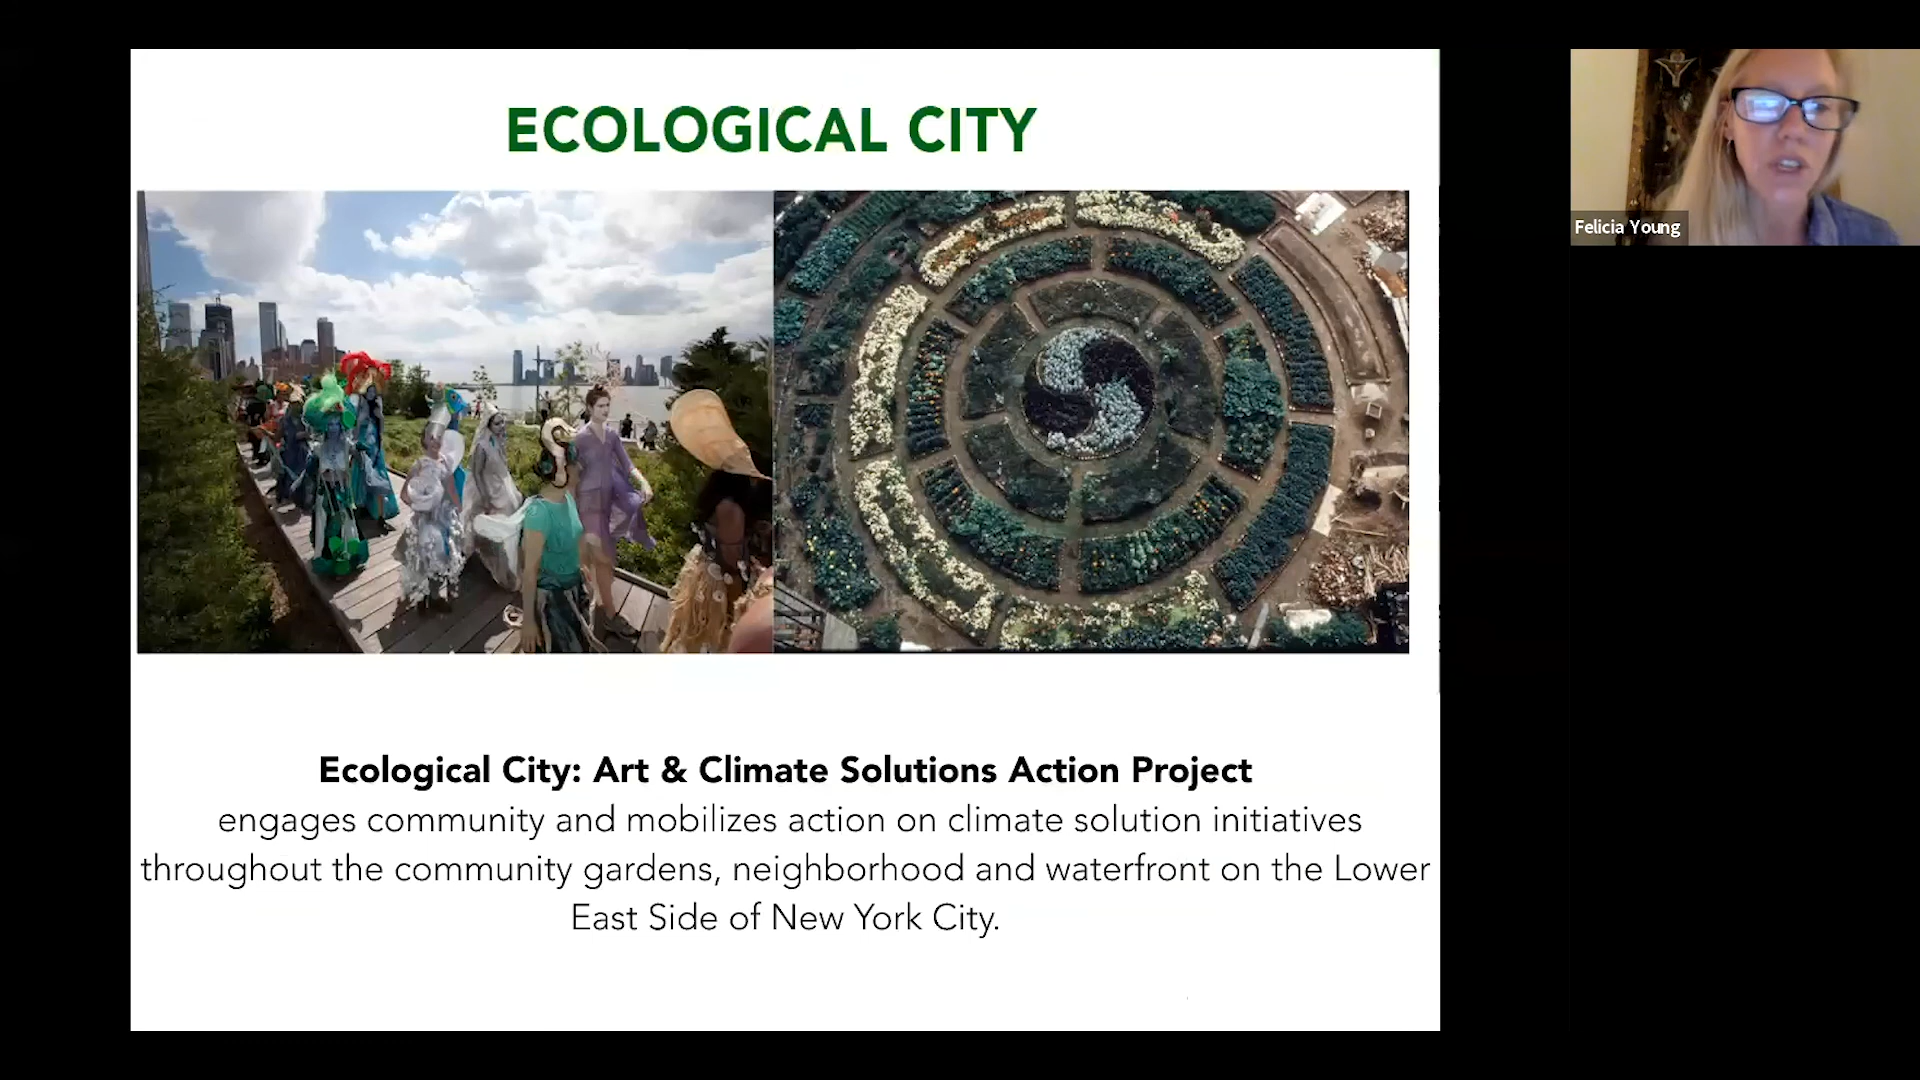 ECOLOGICAL CITY
Felicia Young
Ecological City: Art & Climate Solutions Action Project
engages community and mobilizes action on climate solution initiatives
throughout the community gardens, neighborhood and waterfront on the Lower
East Side of New York City.